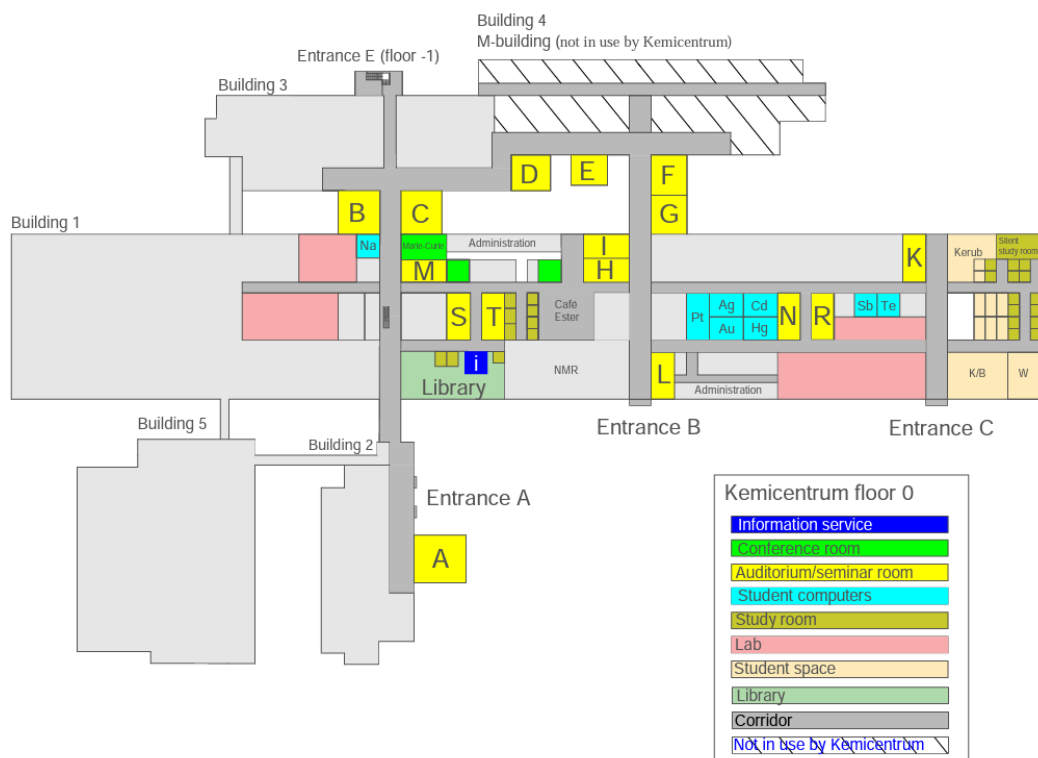 Building 4
M-building (not in use by Kemicentrum)
Entrance E (floor -1)
Building 3
D
E
F
B
C
G
Building 1
Na
Marie-Curie
Administration
I
K
Kerub
Silent
study room
M
H
S
T
Café
Ester
Pt
Ag
Cd
N
R
Sb
Te
Au
Hg
i
Library
NMR
L
Administration
K/B
W
Building 5
Building 2
Entrance B
Entrance C
Entrance A
A
Kemicentrum floor 0
Information service
Conference room
Auditorium/seminar room
Student computers
Study room
Lab
Student space
Library
Corridor
Not in use by Kemicentrum